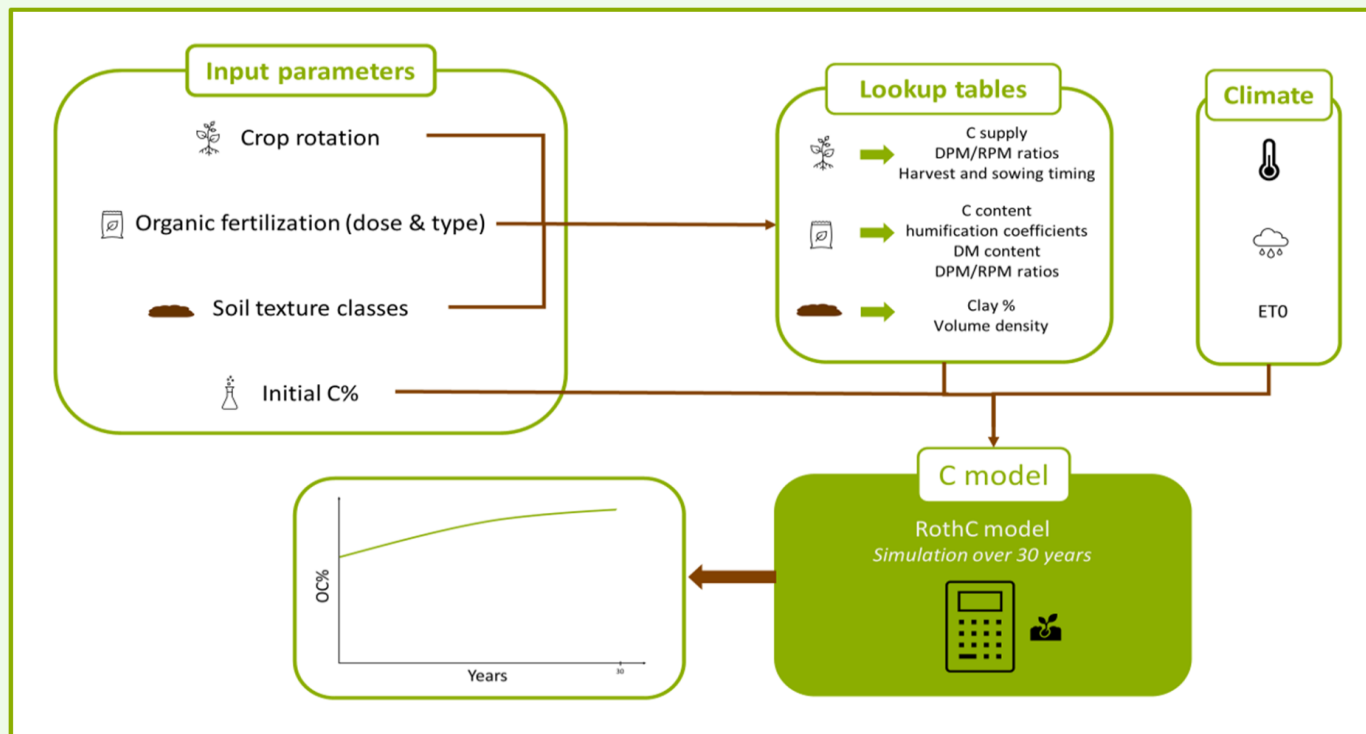 Input parameters
Crop rotation
Organic fertilization (dose & type)
Soil texture classes
Initial C%
Lookup tables
C supply
DPM/RPM ratios
Harvest and sowing timing
C content
humification coefficients
DM content
DPM/RPM ratios
Clay %
Volume density
Climate
ET0
C model
RothC model
Simulation over 30 years
OC%
Years
30